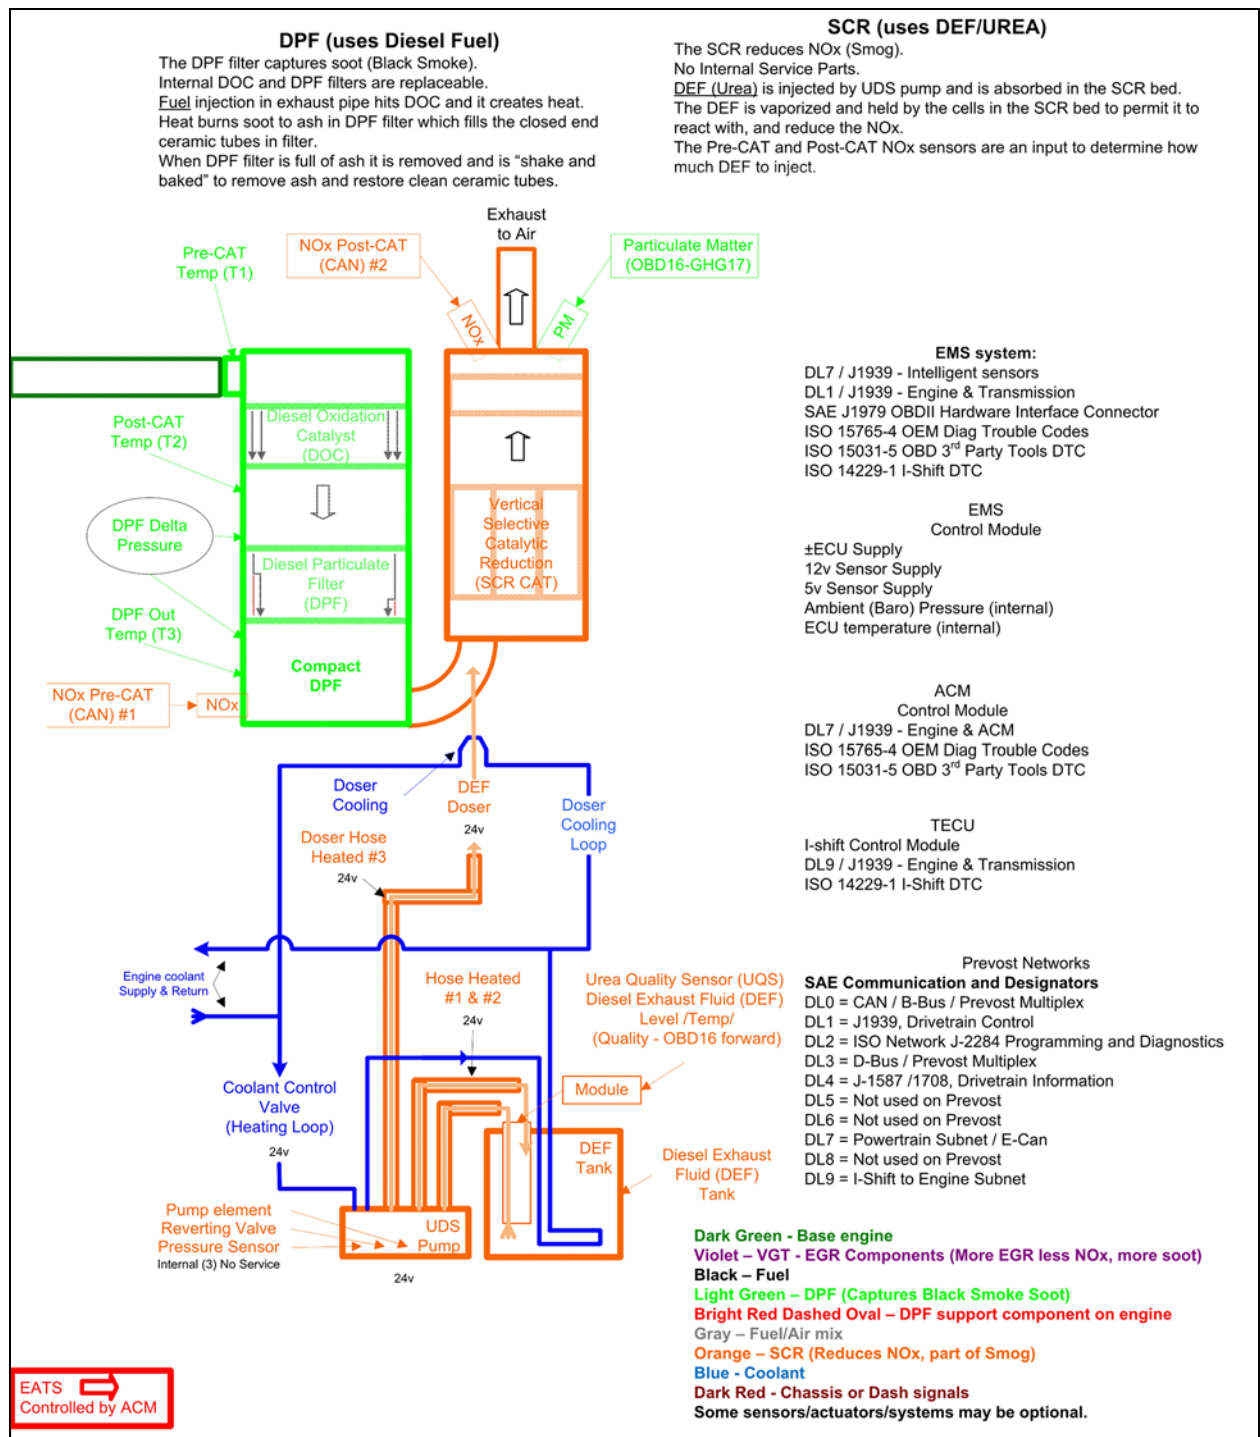 DPF (uses Diesel Fuel)
The DPF filter captures soot (Black Smoke).
Internal DOC and DPF filters are replaceable.
Fuel injection in exhaust pipe hits DOC and it creates heat.
Heat burns soot to ash in DPF filter which fills the closed end
ceramic tubes in filter.
When DPF filter is full of ash it is removed and is “shake and
baked” to remove ash and restore clean ceramic tubes.
SCR (uses DEF/UREA)
The SCR reduces NOx (Smog).
No Internal Service Parts.
DEF (Urea) is injected by UDS pump and is absorbed in the SCR bed.
The DEF is vaporized and held by the cells in the SCR bed to permit it to
react with, and reduce the NOx.
The Pre-CAT and Post-CAT NOx sensors are an input to determine how
much DEF to inject.
Exhaust
to Air
Pre-CAT
Temp (T1)
NOx Post-CAT
(CAN) #2
Particulate Matter
(OBD16-GHG17)
NOx
PM
Diesel Oxidation
Catalyst
(DOC)
Post-CAT
Temp (T2)
DPF Delta
Pressure
Diesel Particulate
Filter
(DPF)
DPF Out
Temp (T3)
Compact
DPF
NOx Pre-CAT
(CAN) #1
NOx
Vertical
Selective
Catalytic
Reduction
(SCR CAT)
Doser
Cooling
DEF
Doser
24v
Doser
Cooling
Loop
Doser Hose
Heated #3
24v
Engine coolant
Supply & Return
Hose Heated
#1 & #2
24v
Urea Quality Sensor (UQS)
Diesel Exhaust Fluid (DEF)
Level /Temp/
(Quality - OBD16 forward)
Module
Coolant Control
Valve
(Heating Loop)
24v
DEF
Tank
Diesel Exhaust
Fluid (DEF)
Tank
Pump element
Reverting Valve
Pressure Sensor
Internal (3) No Service
UDS
Pump
24v
EATS
Controlled by ACM
EMS system:
DL7 / J1939 - Intelligent sensors
DL1 / J1939 - Engine & Transmission
SAE J1979 OBDII Hardware Interface Connector
ISO 15765-4 OEM Diag Trouble Codes
ISO 15031-5 OBD 3rd Party Tools DTC
ISO 14229-1 I-Shift DTC
EMS
Control Module
±ECU Supply
12v Sensor Supply
5v Sensor Supply
Ambient (Baro) Pressure (internal)
ECU temperature (internal)
ACM
Control Module
DL7 / J1939 - Engine & ACM
ISO 15765-4 OEM Diag Trouble Codes
ISO 15031-5 OBD 3rd Party Tools DTC
TECU
I-shift Control Module
DL9 / J1939 - Engine & Transmission
ISO 14229-1 I-Shift DTC
Prevost Networks
SAE Communication and Designators
DL0 = CAN / B-Bus / Prevost Multiplex
DL1 = J1939, Drivetrain Control
DL2 = ISO Network J-2284 Programming and Diagnostics
DL3 = D-Bus / Prevost Multiplex
DL4 = J-1587 /1708, Drivetrain Information
DL5 = Not used on Prevost
DL6 = Not used on Prevost
DL7 = Powertrain Subnet / E-Can
DL8 = Not used on Prevost
DL9 = I-Shift to Engine Subnet
Dark Green - Base engine
Violet – VGT - EGR Components (More EGR less NOx, more soot)
Black – Fuel
Light Green – DPF (Captures Black Smoke Soot)
Bright Red Dashed Oval – DPF support component on engine
Gray – Fuel/Air mix
Orange – SCR (Reduces NOx, part of Smog)
Blue - Coolant
Dark Red - Chassis or Dash signals
Some sensors/actuators/systems may be optional.